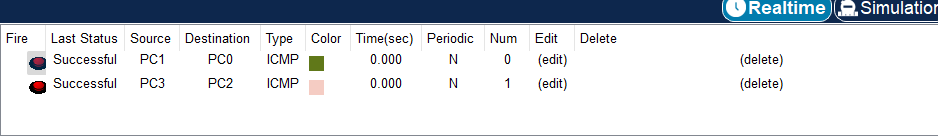 Realtime Simulation
Fire Last Status Source Destination Type Color Time(sec) Periodic Num Edit Delete
Successful PC1 PC0 ICMP 0.000 N 0 (edit) (delete)
Successful PC3 PC2 ICMP 0.000 N 1 (edit) (delete)